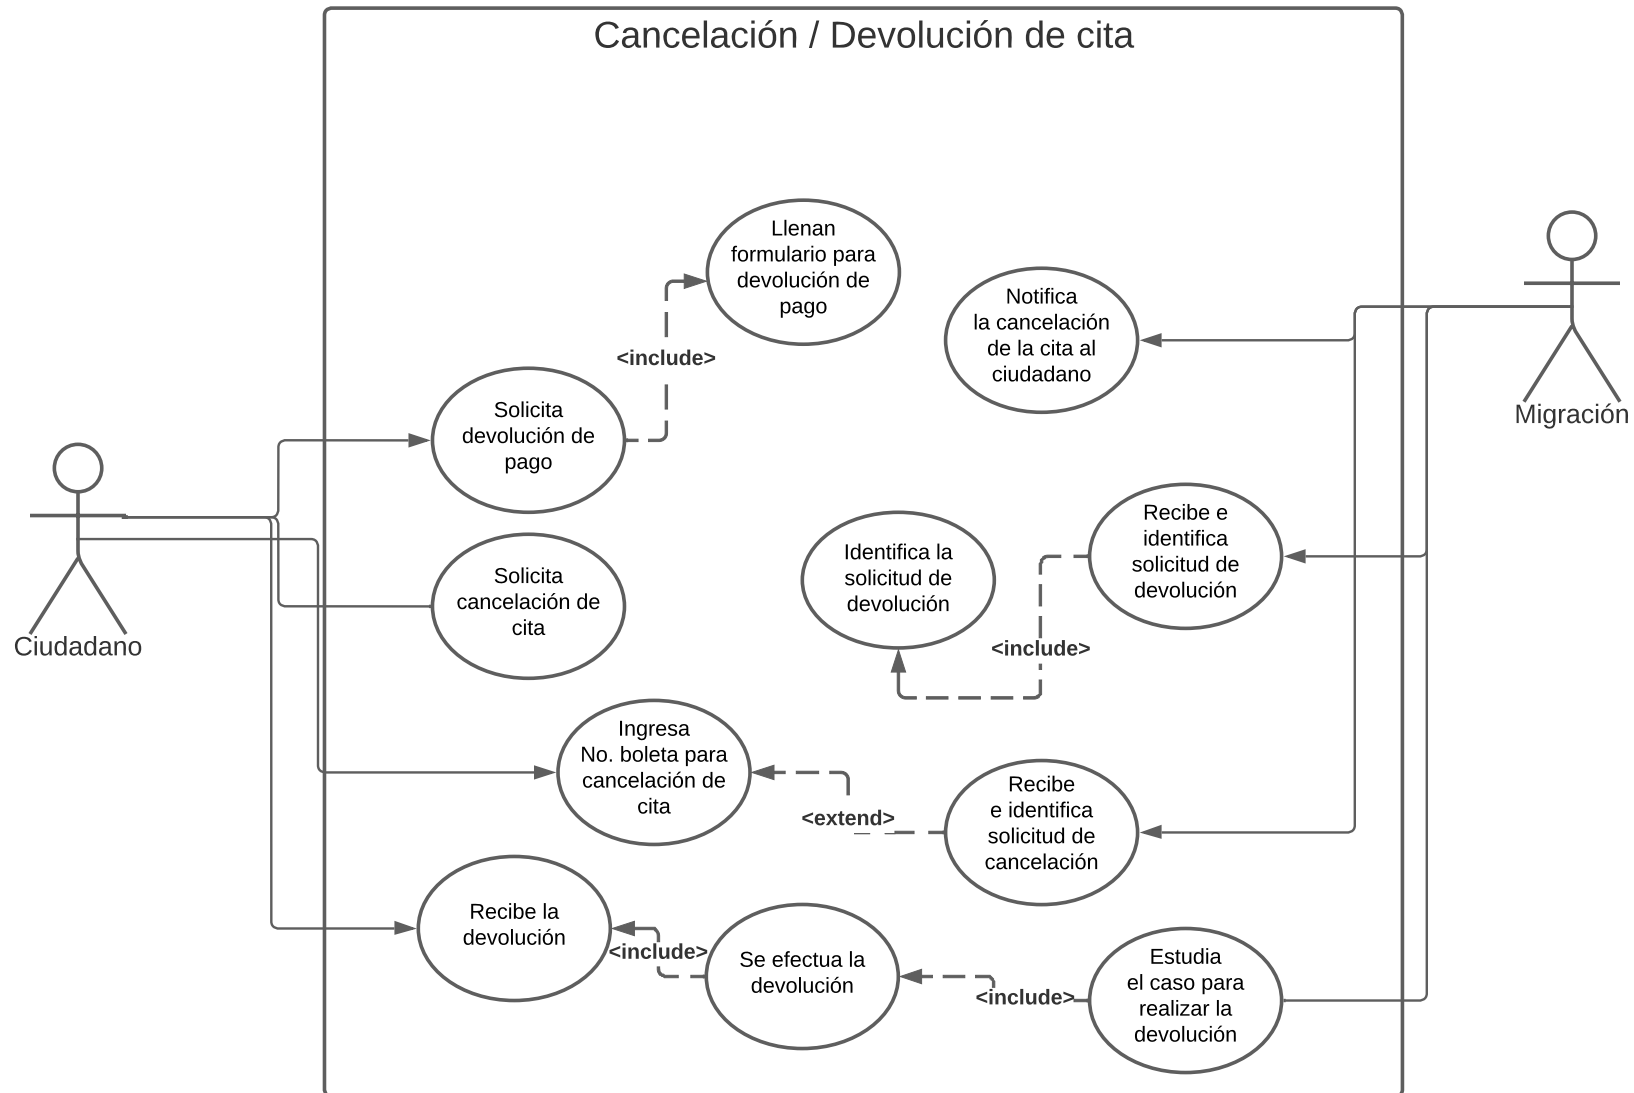 Cancelación / Devolución de cita
Llenan
formulario para
devolución de
pago
Notifica
la cancelación
de la cita al
ciudadano
<include>
Migración
Solicita
devolución de
pago
Recibe e
identifica
solicitud de
devolución
Identifica la
solicitud de
devolución
Solicita
cancelación de
cita
Ciudadano
<include>
Ingresa
No. boleta para
cancelación de
cita
Recibe
e identifica
solicitud de
cancelación
<extend>
Recibe la
devolución
<include>
Se efectua la
devolución
<include>
Estudia
el caso para
realizar la
devolución